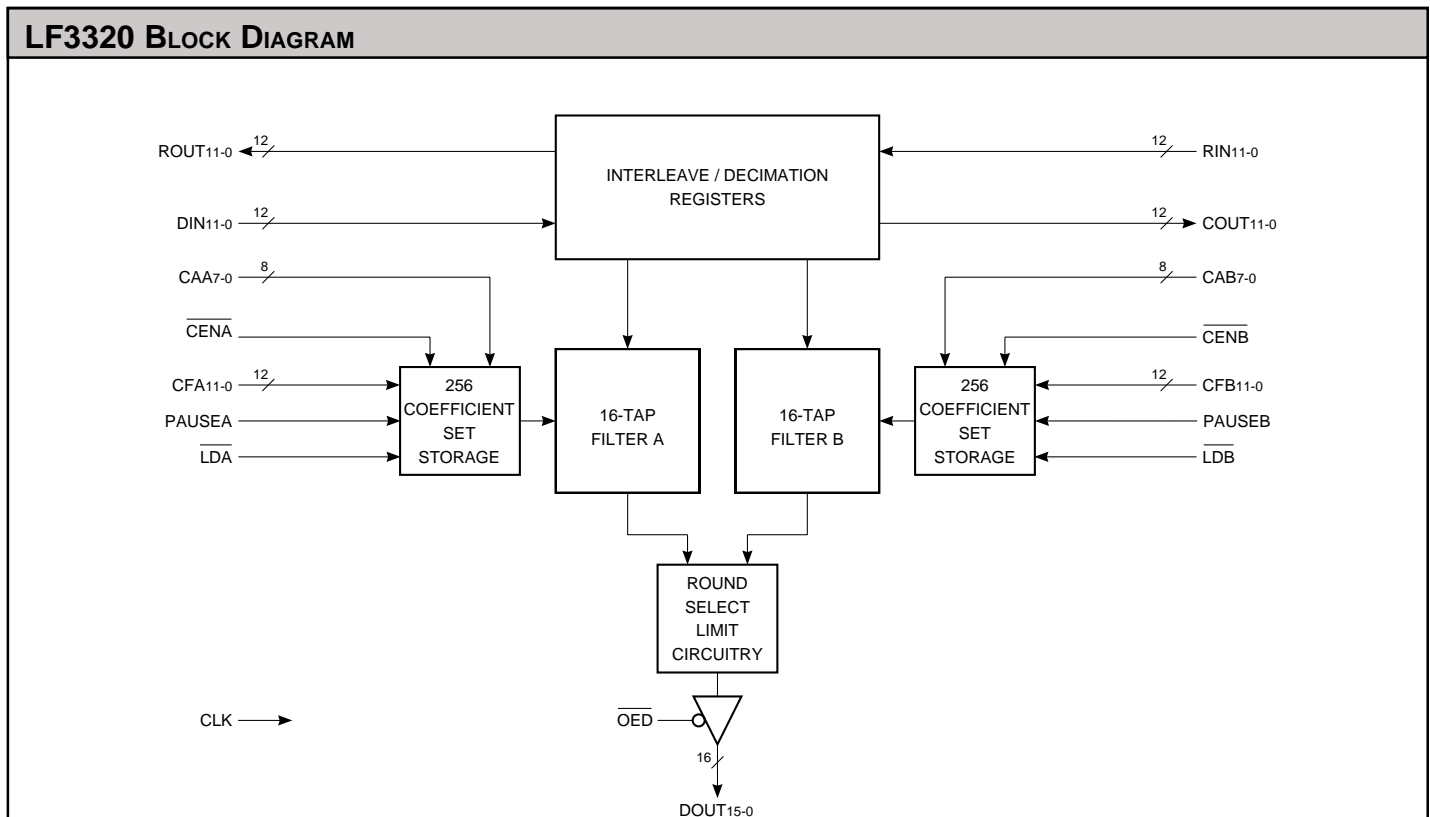 LF3320 BLOCK DIAGRAM
ROUT11-0
12
12
RIN11-0
INTERLEAVE / DECIMATION
REGISTERS
DIN11-0
12
12
COUT11-0
CAA7-0
8
8
CAB7-0
CENA
CENB
CFA11-0
12
256
COEFFICIENT
SET
STORAGE
16-TAP
FILTER A
16-TAP
FILTER B
256
COEFFICIENT
SET
STORAGE
12
CFB11-0
PAUSEA
PAUSEB
LDA
LDB
ROUND
SELECT
LIMIT
CIRCUITRY
CLK
OED
16
DOUT15-0